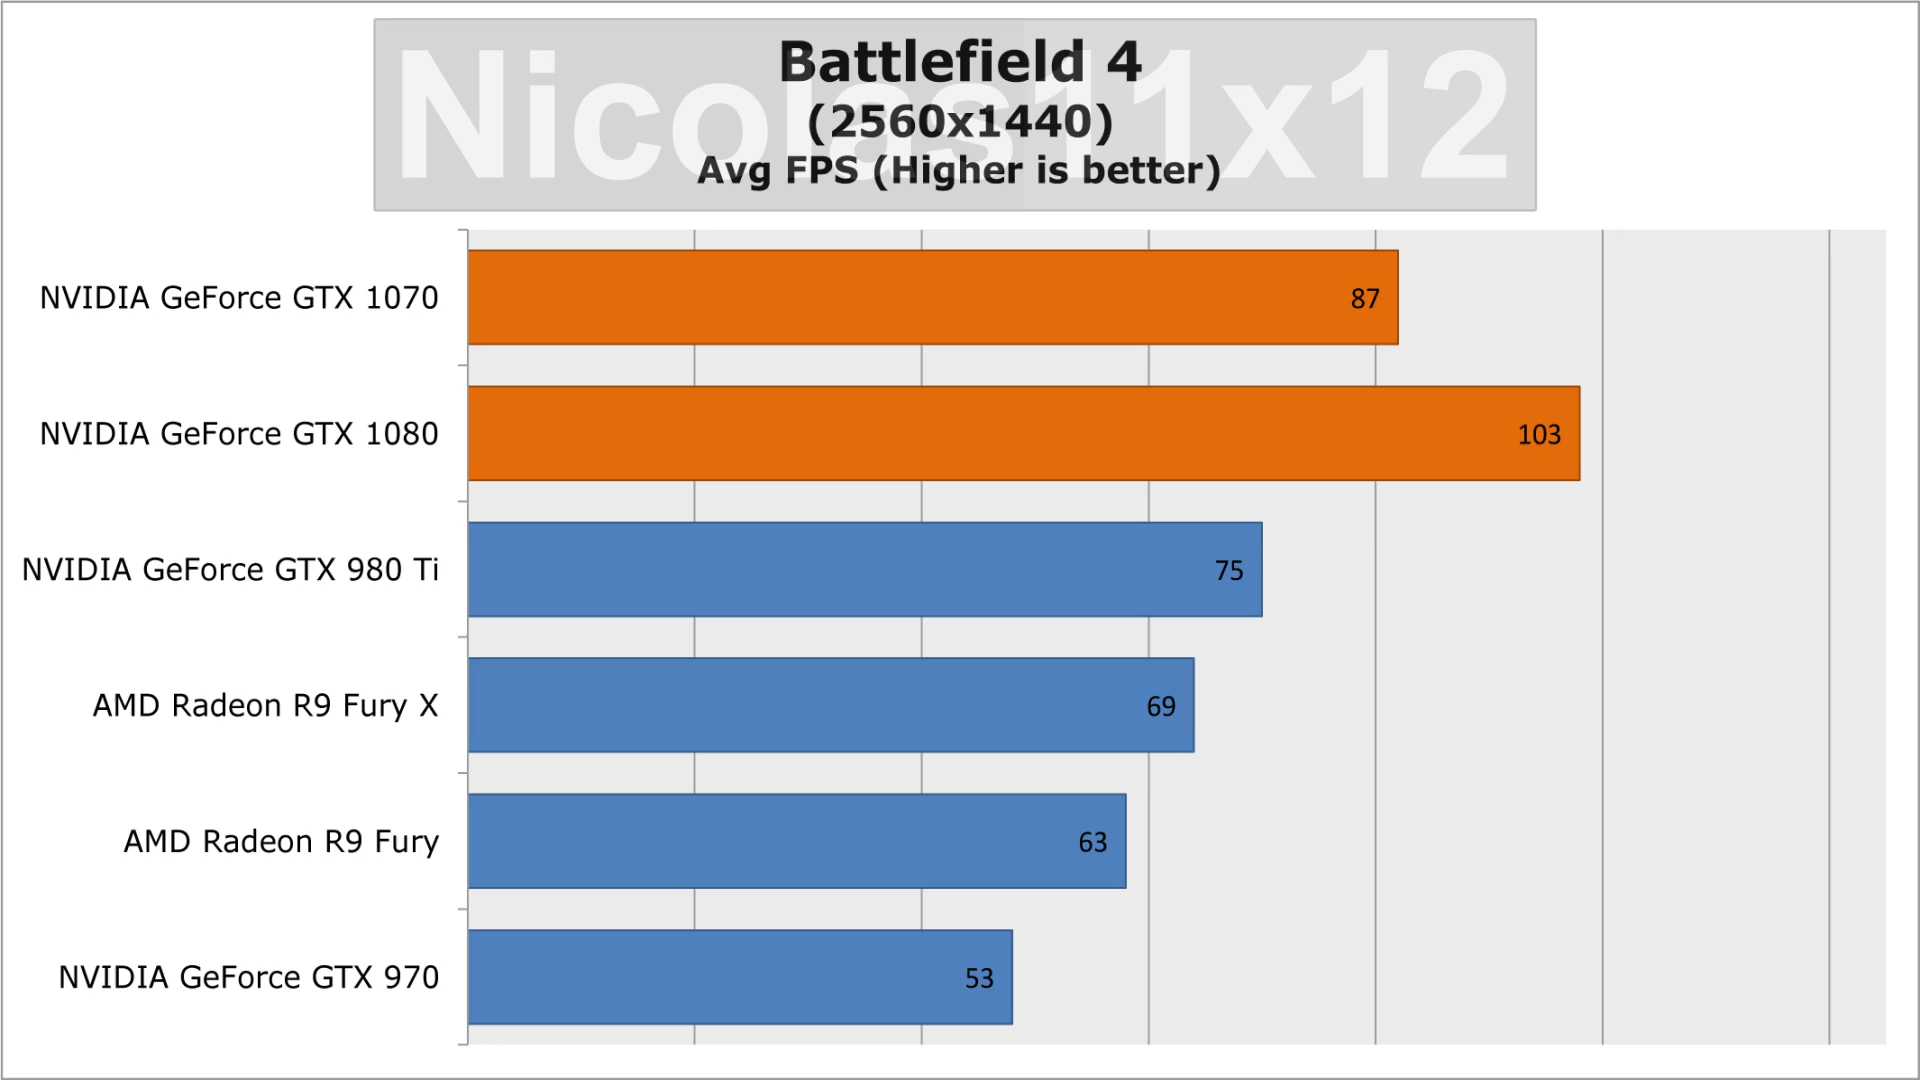 Nicolas11x12
Battlefield 4
(2560x1440)
Avg FPS (Higher is better)
NVIDIA GeForce GTX 1070
87
NVIDIA GeForce GTX 1080
103
NVIDIA GeForce GTX 980 Ti
75
AMD Radeon R9 Fury X
69
AMD Radeon R9 Fury
63
NVIDIA GeForce GTX 970
53